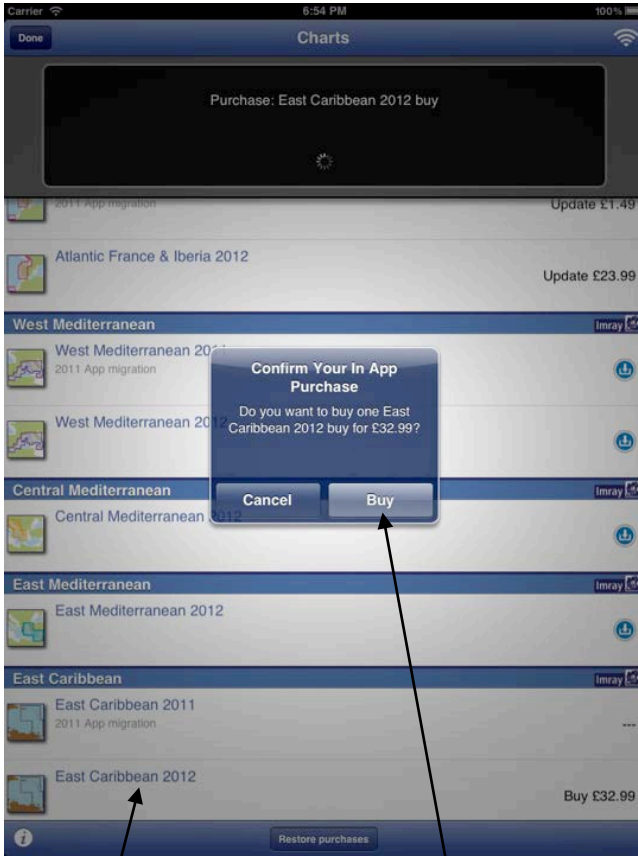 Carrier 6:54 PM 100%
Done Charts
Purchase: East Caribbean 2012 buy
2011 App migration Update £1.49
Atlantic France & Iberia 2012
Update £23.99
West Mediterranean Imray
West Mediterranean 201
2011 App migration
West Mediterranean 2012
Confirm Your In App
Purchase
Do you want to buy one East
Caribbean 2012 buy for £32.99?
Cancel Buy
Central Mediterranean Imray
Central Mediterranean 2012
East Mediterranean Imray
East Mediterranean 2012
East Caribbean Imray
East Caribbean 2011
2011 App migration ---
East Caribbean 2012
Buy £32.99
i Restore purchases